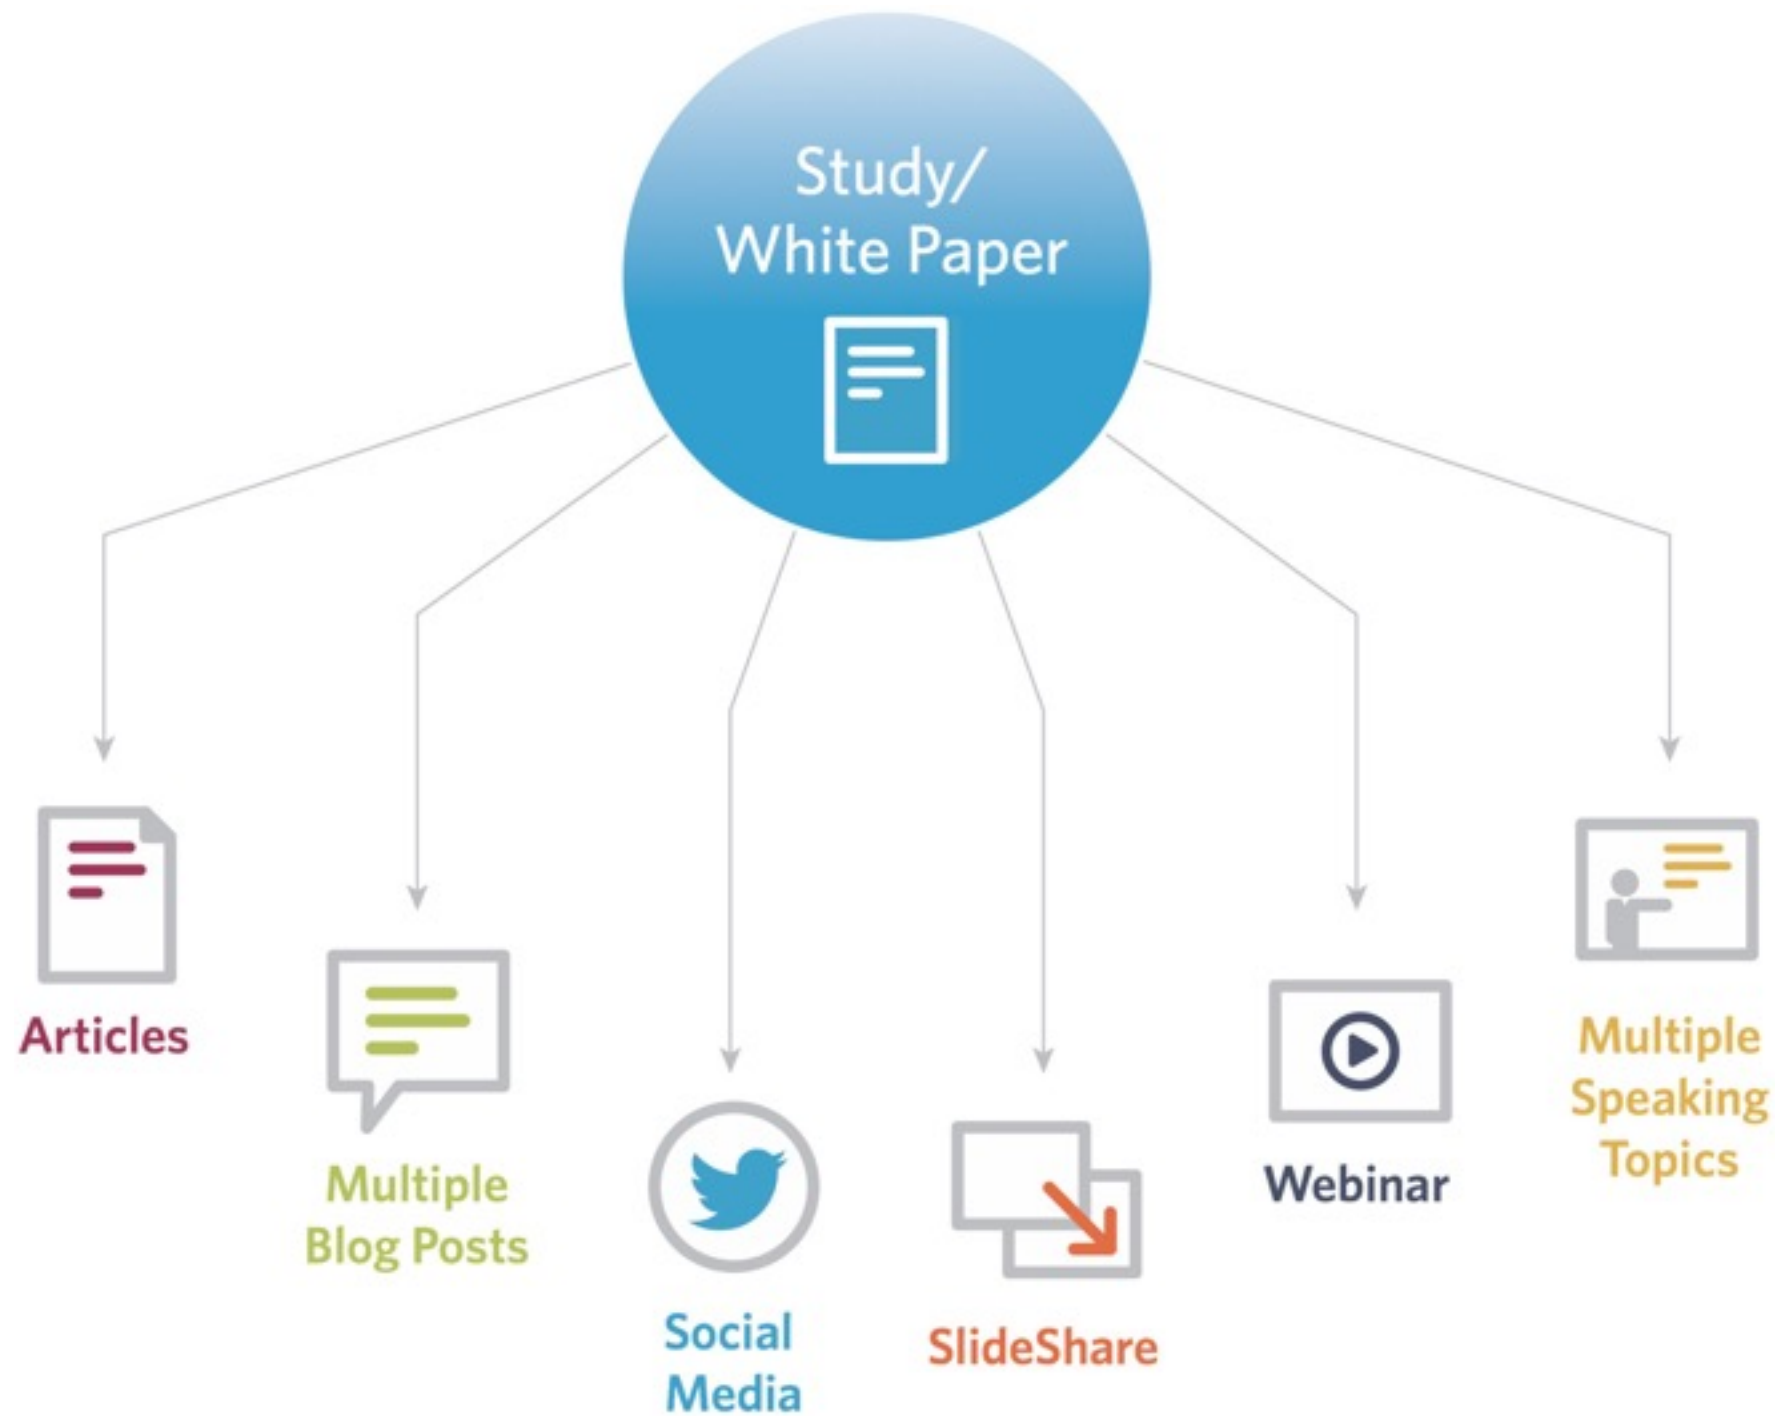 Study/
White Paper
Articles
Multiple
Blog Posts
Social
Media
SlideShare
Webinar
Multiple
Speaking
Topics